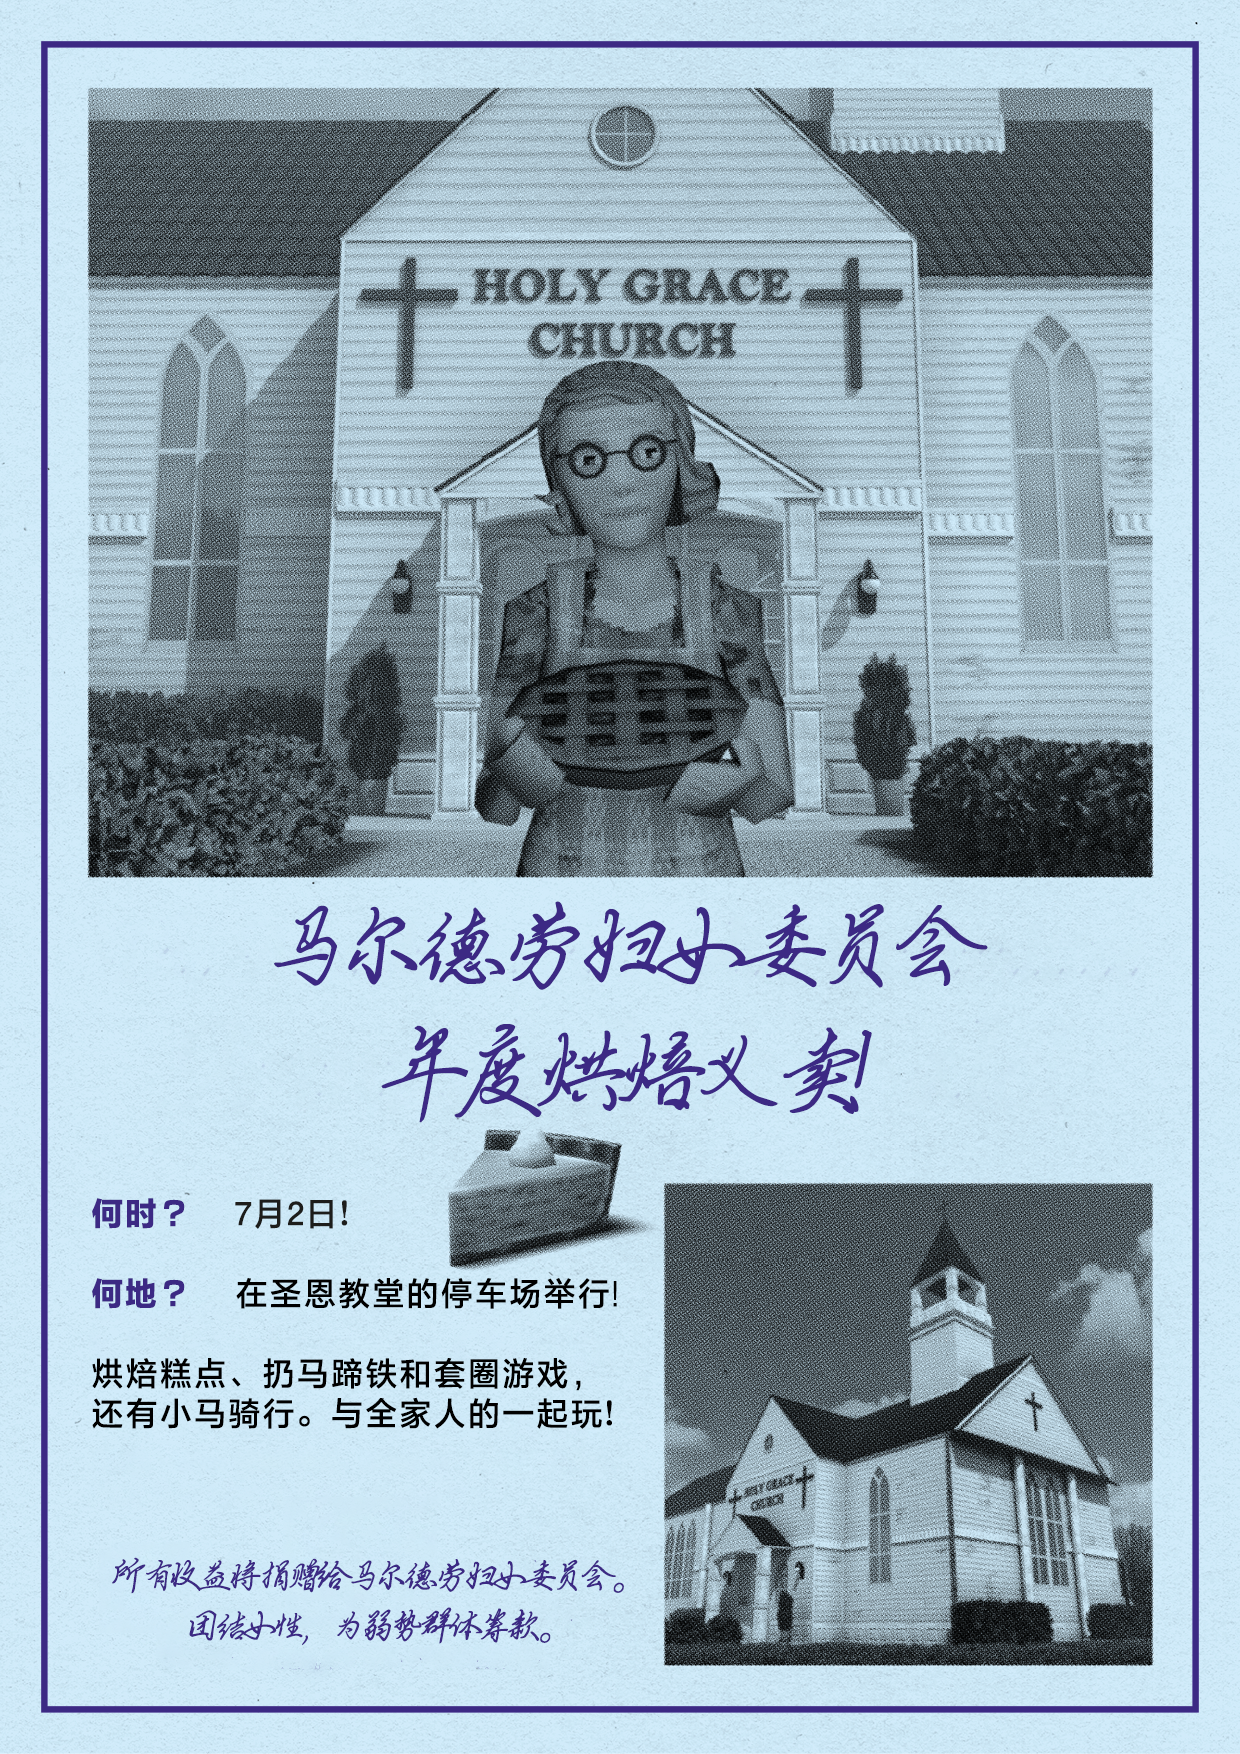 HOLY GRACE
CHURCH
马尔德劳妇女委员会
年度烘焙义卖!
何时？ 7月2日!
何地？ 在圣恩教堂的停车场举行!
烘焙糕点、扔马蹄铁和套圈游戏，
还有小马骑行。与全家人的一起玩!
HOLY GRACE
CHURCH
所有收益将捐赠给马尔德劳妇女委员会。
团结女性，为弱势群体筹款。